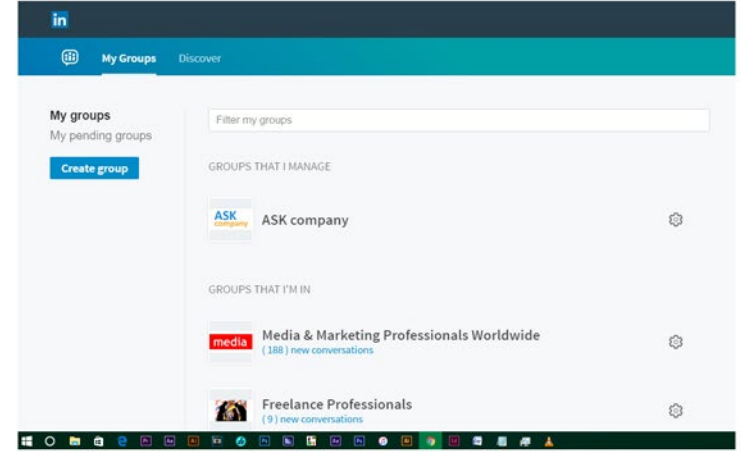 in
My Groups Discover
My groups
My pending groups
Create group
Filter my groups
GROUPS THAT I MANAGE
ASK
company
ASK company
GROUPS THAT I'M IN
media
Media & Marketing Professionals Worldwide
( 188 ) new conversations
Freelance Professionals
( 9 ) new conversations